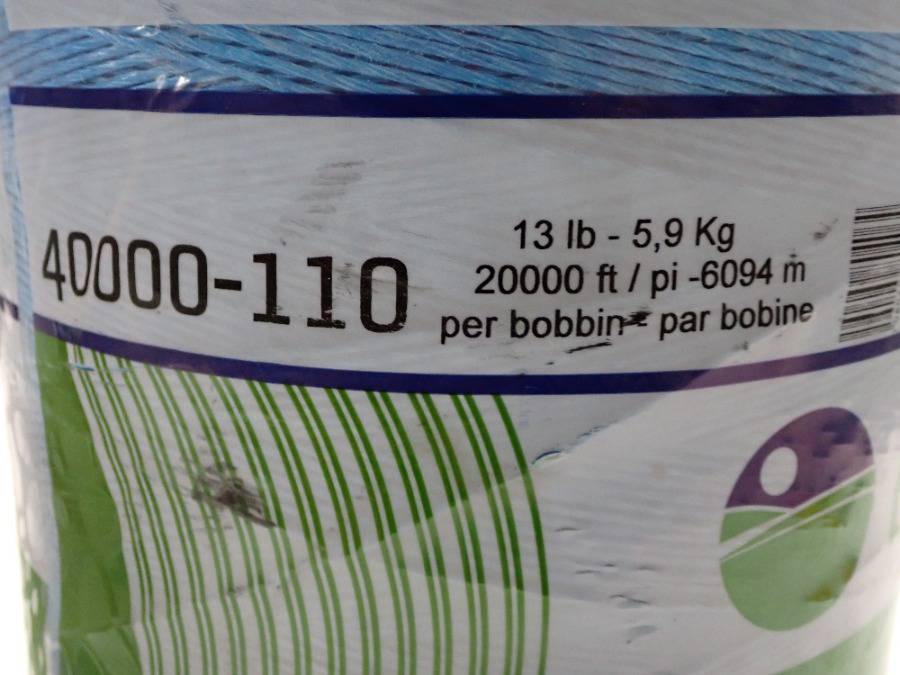 40000-110
13 lb - 5,9 Kg
20000 ft / pi -6094 m
per bobbin - par bobine